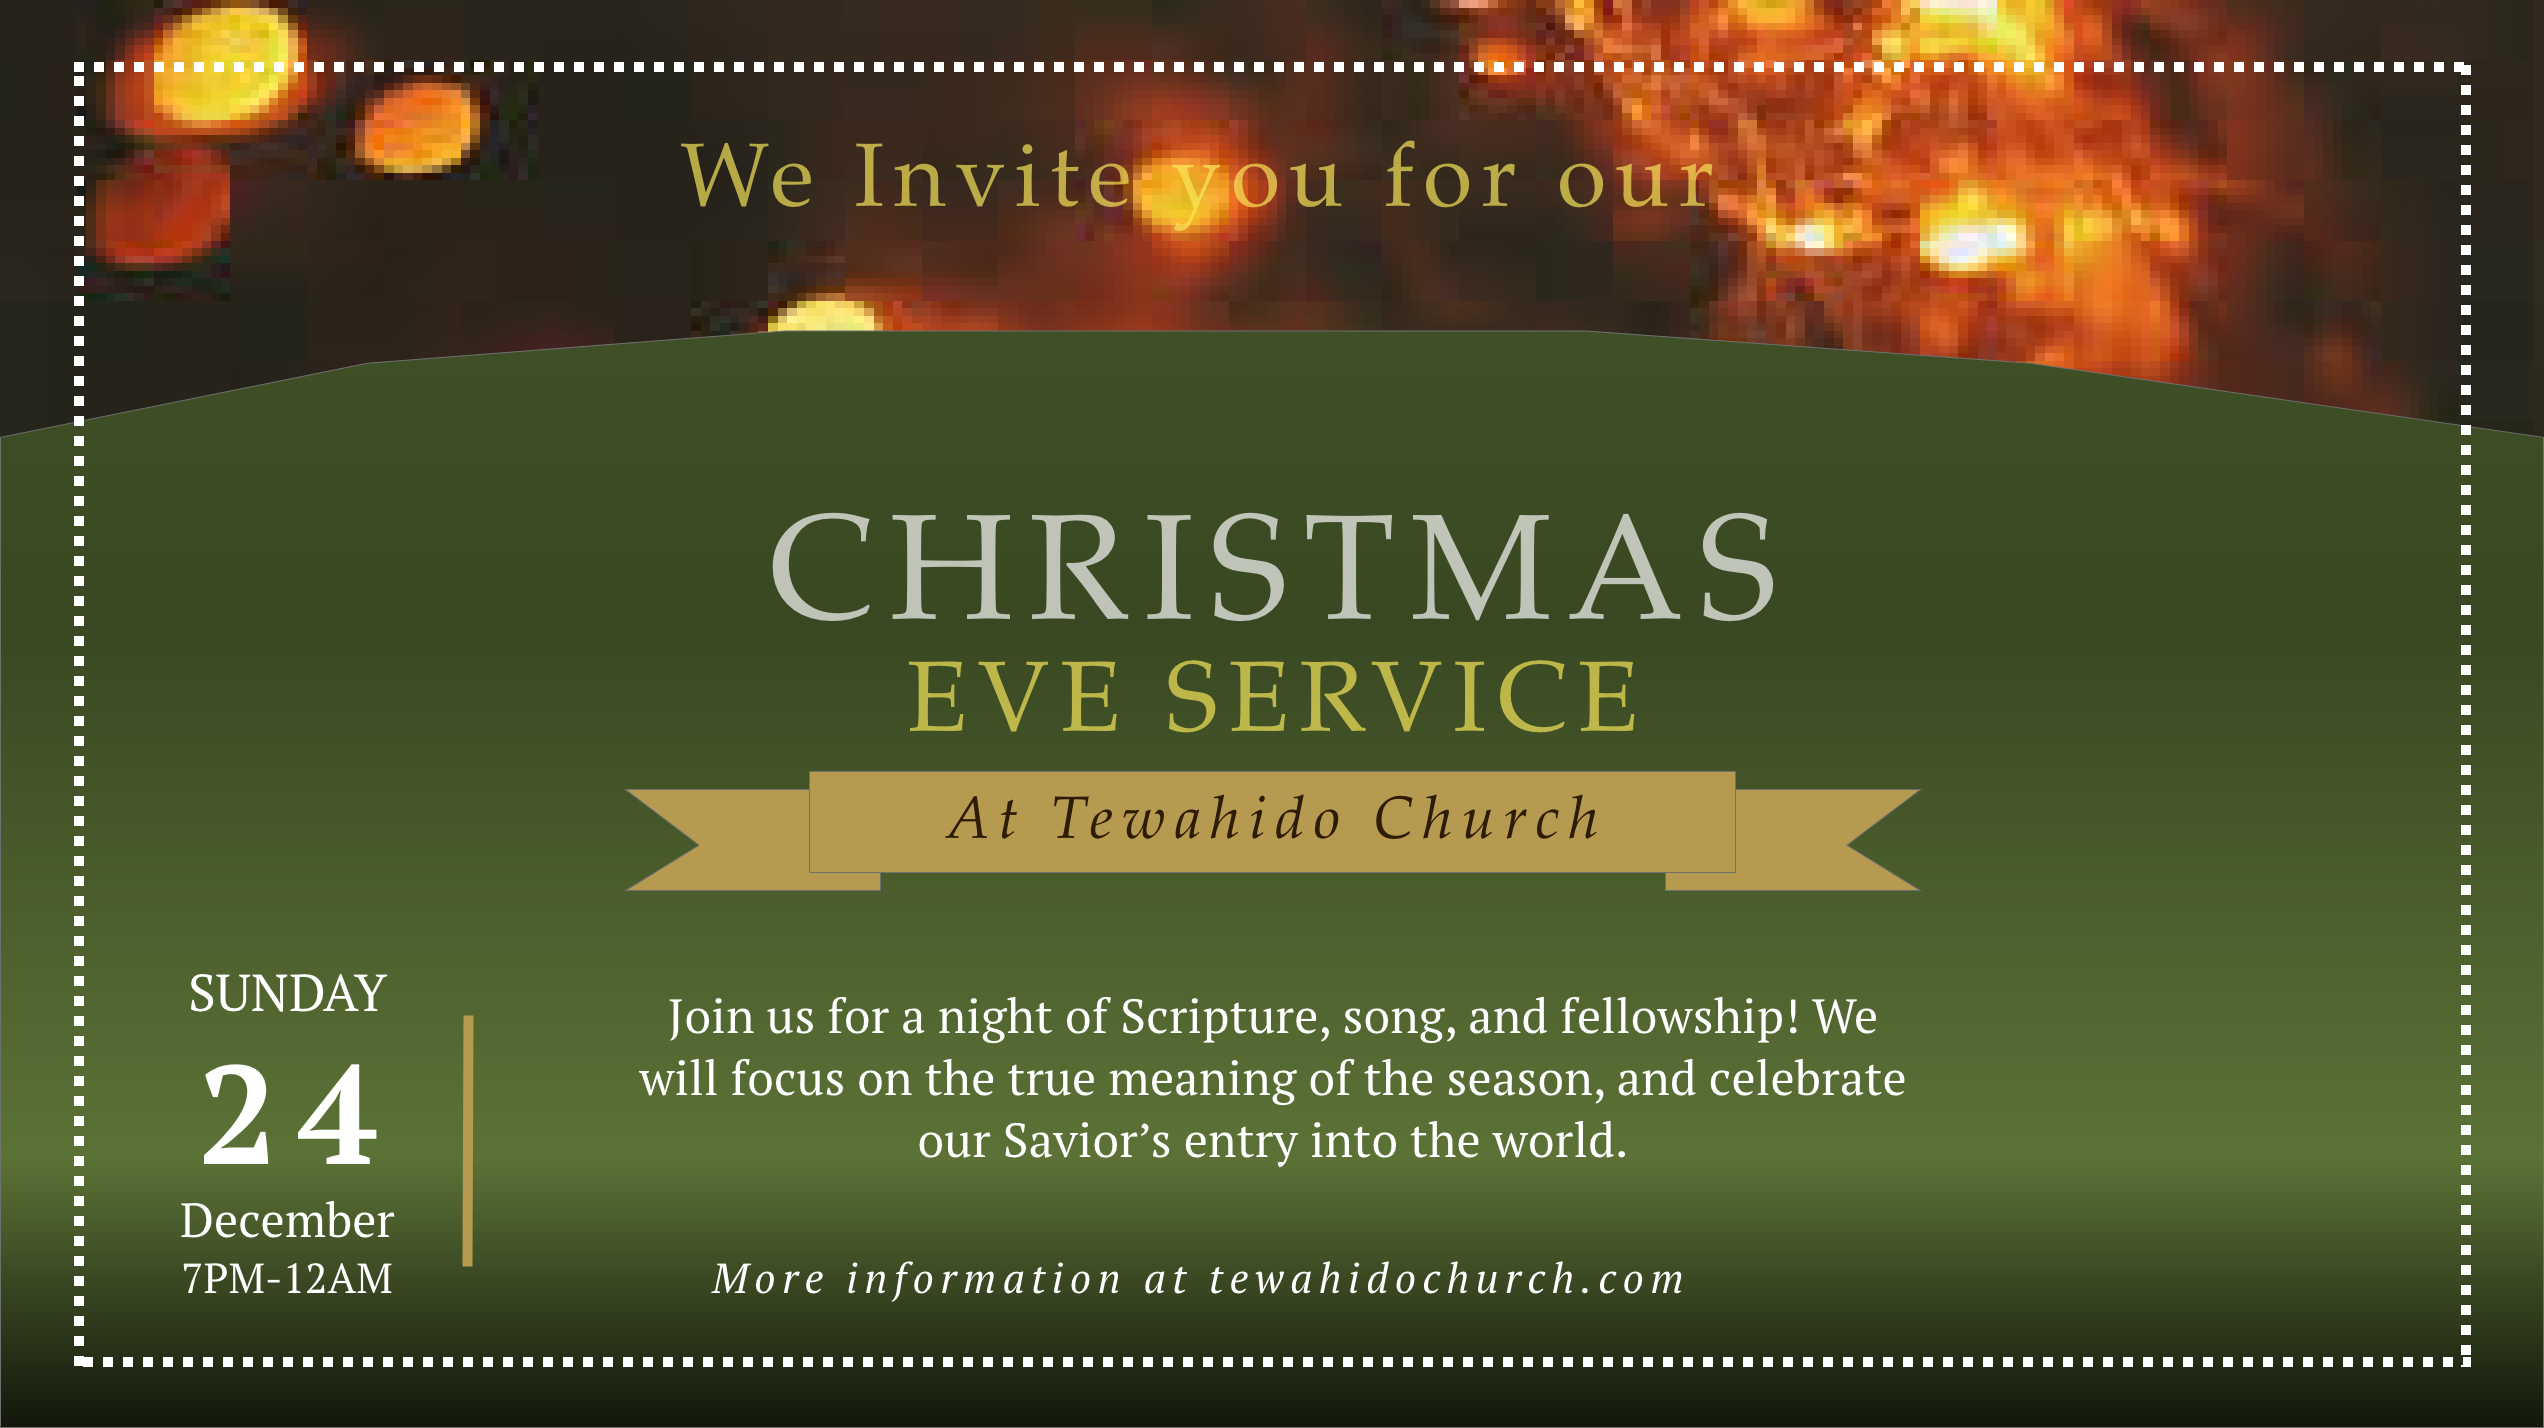 We Invite you for our
CHRISTMAS
EVE SERVICE
At Tewahido Church
SUNDAY
24
December
7PM-12AM
Join us for a night of Scripture, song, and fellowship! We
will focus on the true meaning of the season, and celebrate
our Savior’s entry into the world.
More information at tewahidochurch.com